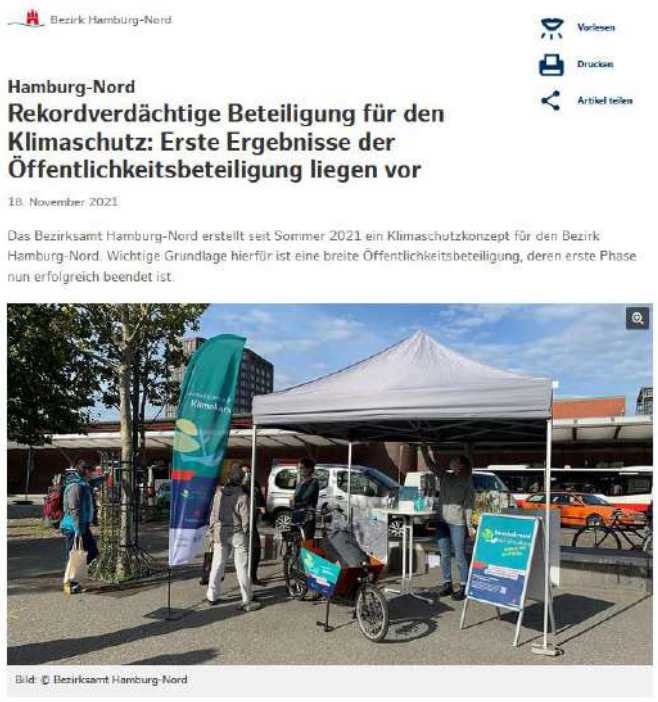 Bezirk Hamburg-Nord
Vorlesen
Drucken
Artikel teilen
Hamburg-Nord
Rekordverdächtige Beteiligung für den
Klimaschutz: Erste Ergebnisse der
Öffentlichkeitsbeteiligung liegen vor
18. November 2021
Das Bezirksamt Hamburg-Nord erstellt seit Sommer 2021 ein Klimaschutzkonzept für den Bezirk
Hamburg-Nord. Wichtige Grundlage hierfür ist eine breite Öffentlichkeitsbeteiligung, deren erste Phase
nun erfolgreich beendet ist.
Bild: © Bezirksamt Hamburg-Nord